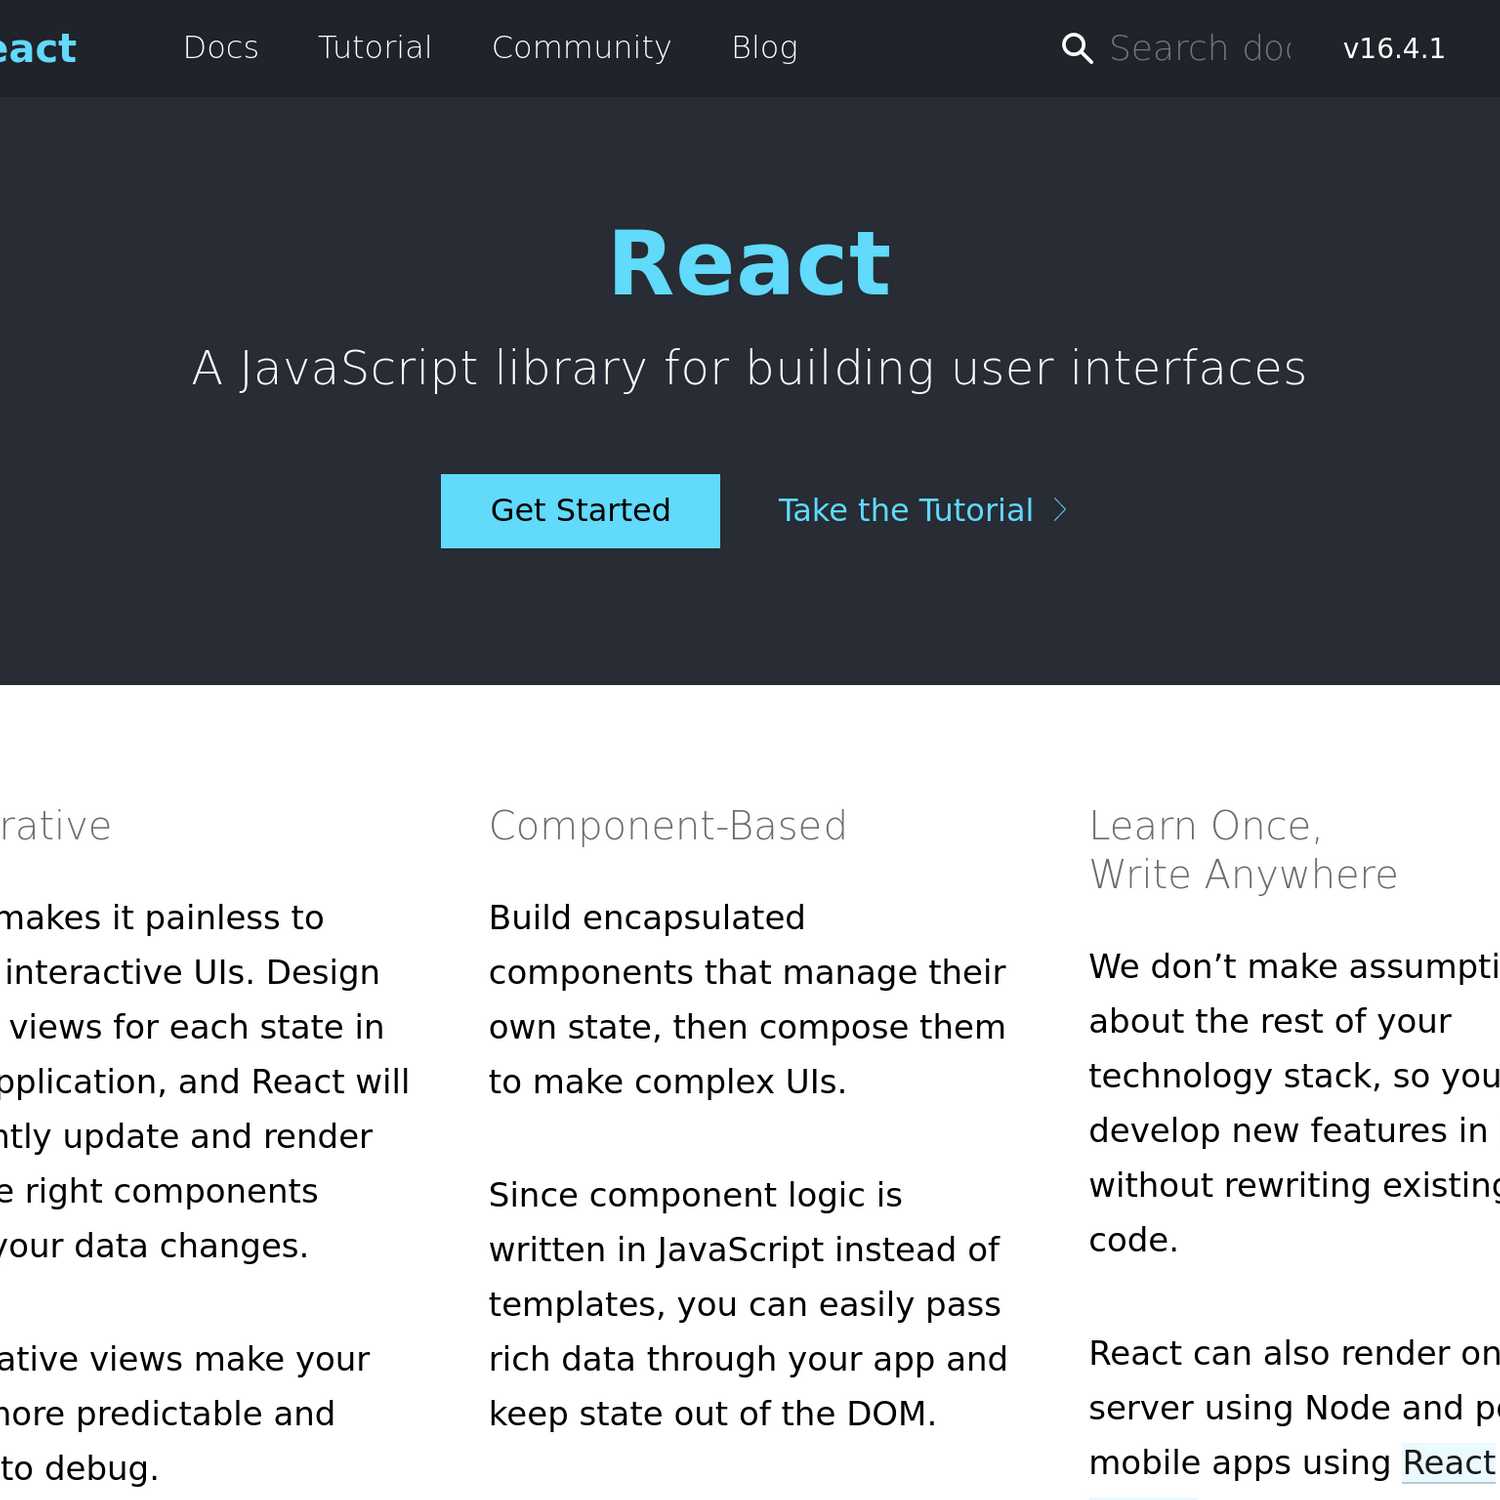 eact Docs Tutorial Community Blog Search doc v16.4.1
React
A JavaScript library for building user interfaces
Get Started Take the Tutorial
rative
makes it painless to
interactive UIs. Design
views for each state in
pplication, and React will
ntly update and render
e right components
your data changes.
ative views make your
more predictable and
to debug.
Component-Based
Build encapsulated
components that manage their
own state, then compose them
to make complex UIs.
Since component logic is
written in JavaScript instead of
templates, you can easily pass
rich data through your app and
keep state out of the DOM.
Learn Once,
Write Anywhere
We don’t make assumpti
about the rest of your
technology stack, so you
develop new features in
without rewriting existing
code.
React can also render on
server using Node and po
mobile apps using React